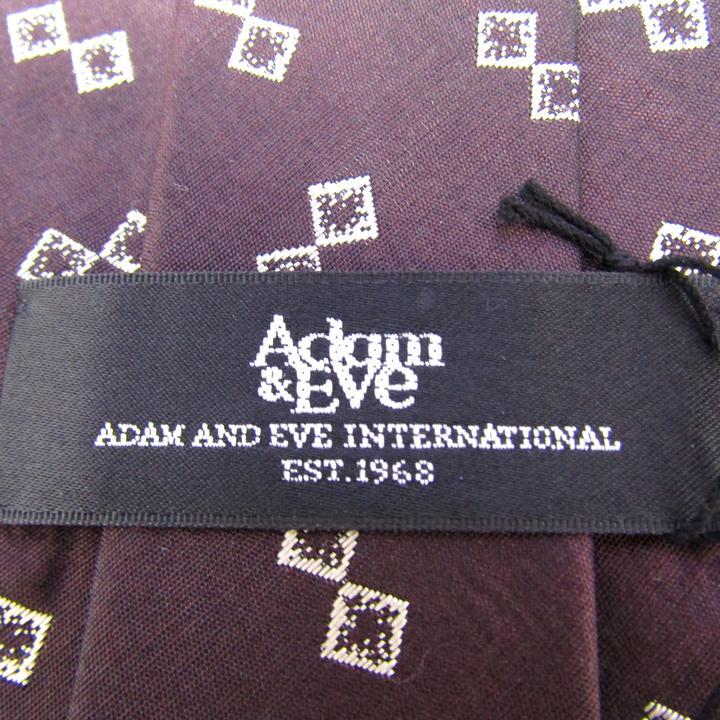 Adam
&Eve
ADAM AND EVE INTERNATIONAL
EST.1968